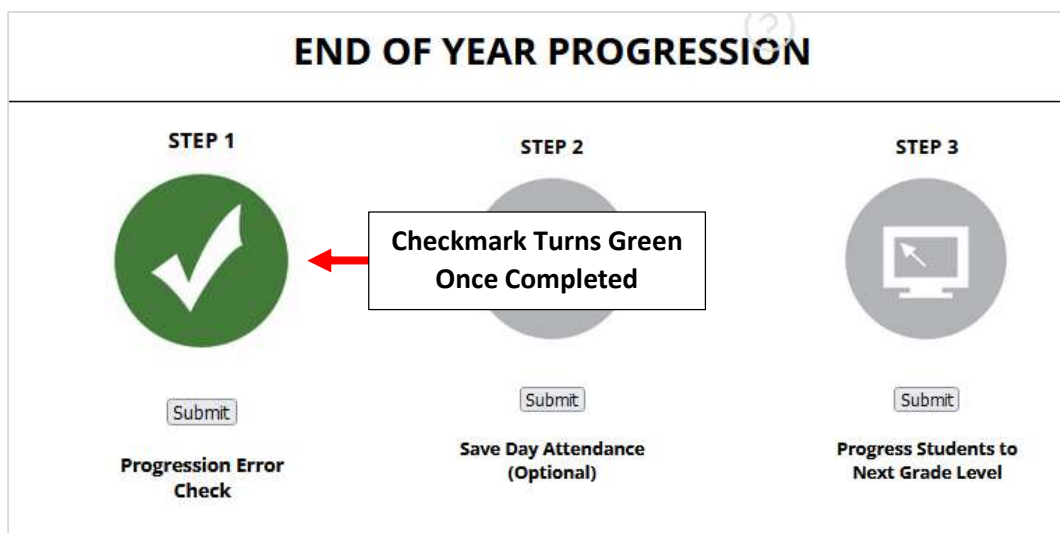 END OF YEAR PROGRESSION
?
STEP 1
STEP 2
STEP 3
Checkmark Turns Green
Once Completed
Submit
Submit
Submit
Progression Error
Check
Save Day Attendance
(Optional)
Progress Students to
Next Grade Level